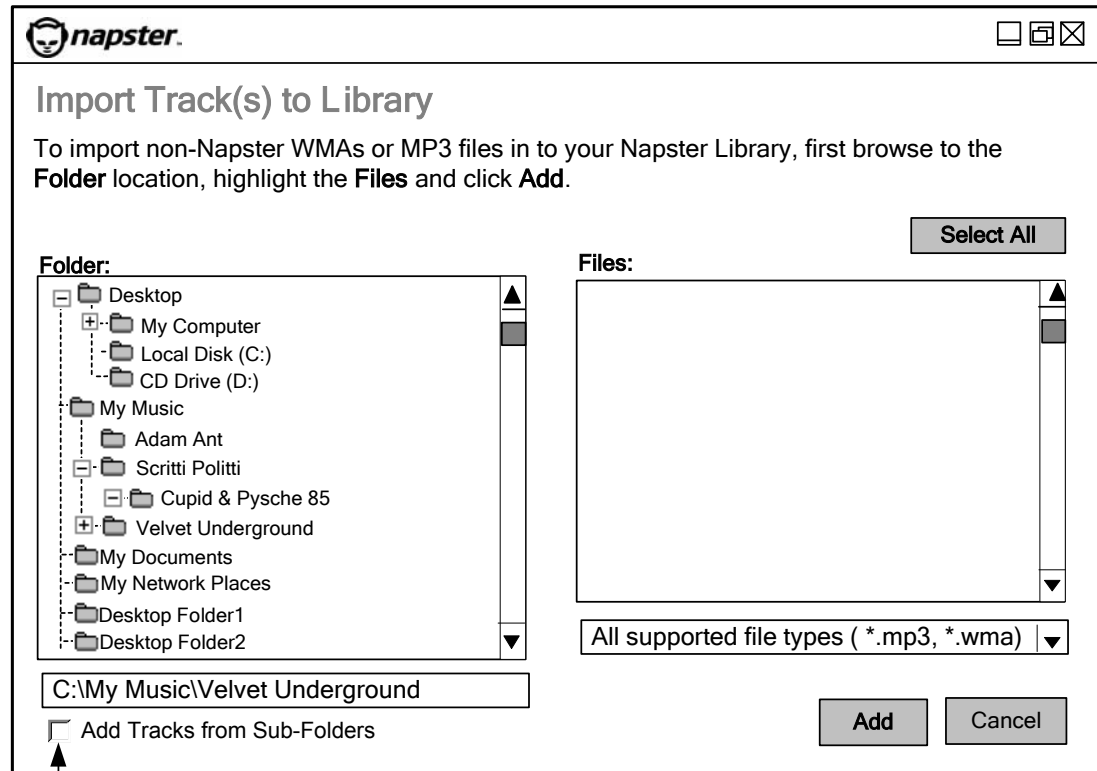 napster.
Import Track(s) to Library
To import non-Napster WMAs or MP3 files in to your Napster Library, first browse to the
Folder location, highlight the Files and click Add.
Select All
Folder:
Files:
Desktop
My Computer
Local Disk (C:)
CD Drive (D:)
My Music
Adam Ant
Scritti Politti
Cupid & Pysche 85
Velvet Underground
My Documents
My Network Places
Desktop Folder1
Desktop Folder2
All supported file types ( *.mp3, *.wma)
C:\My Music\Velvet Underground
Add Tracks from Sub-Folders
Add
Cancel